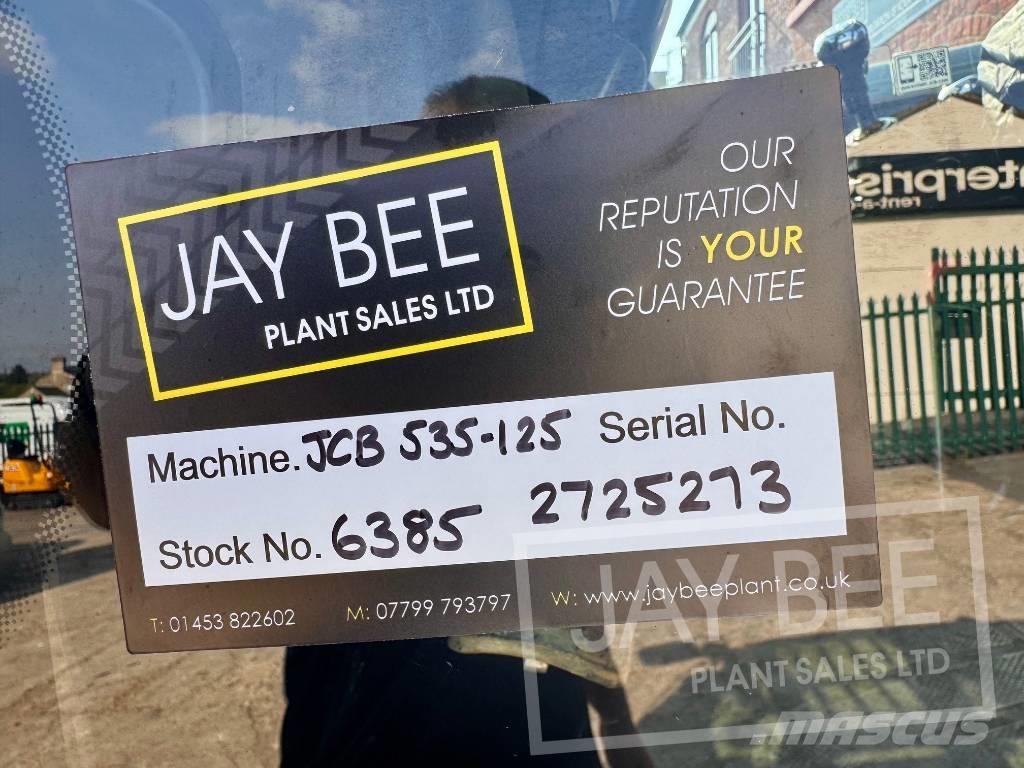 JAY BEE
PLANT SALES LTD
OUR
REPUTATION
IS YOUR
GUARANTEE
Machine. JCB 535-125 Serial No.
Stock No. 6385 2725273
T: 01453 822602 M: 07799 793797 W: www.jaybeeplant.co.uk
JAY BEE
PLANT SALES LTD
MASCUS